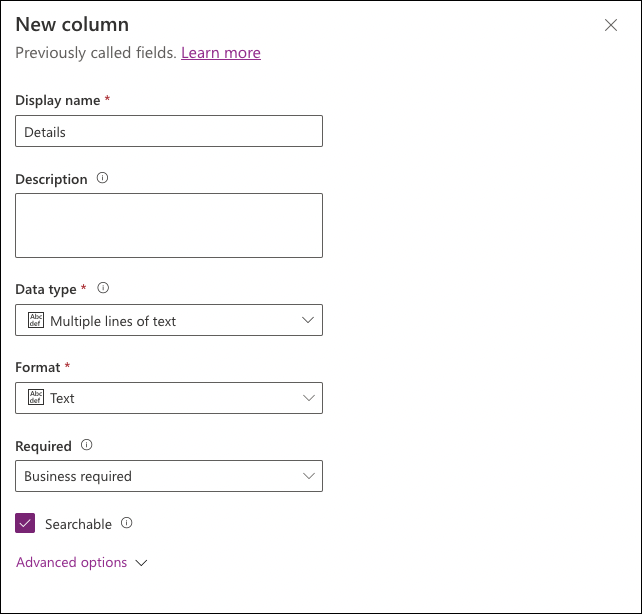 New column
Previously called fields. Learn more
Display name *
Details
Description
Data type *
Abc
def
Multiple lines of text
Format *
Abc
def
Text
Required
Business required
Searchable
Advanced options